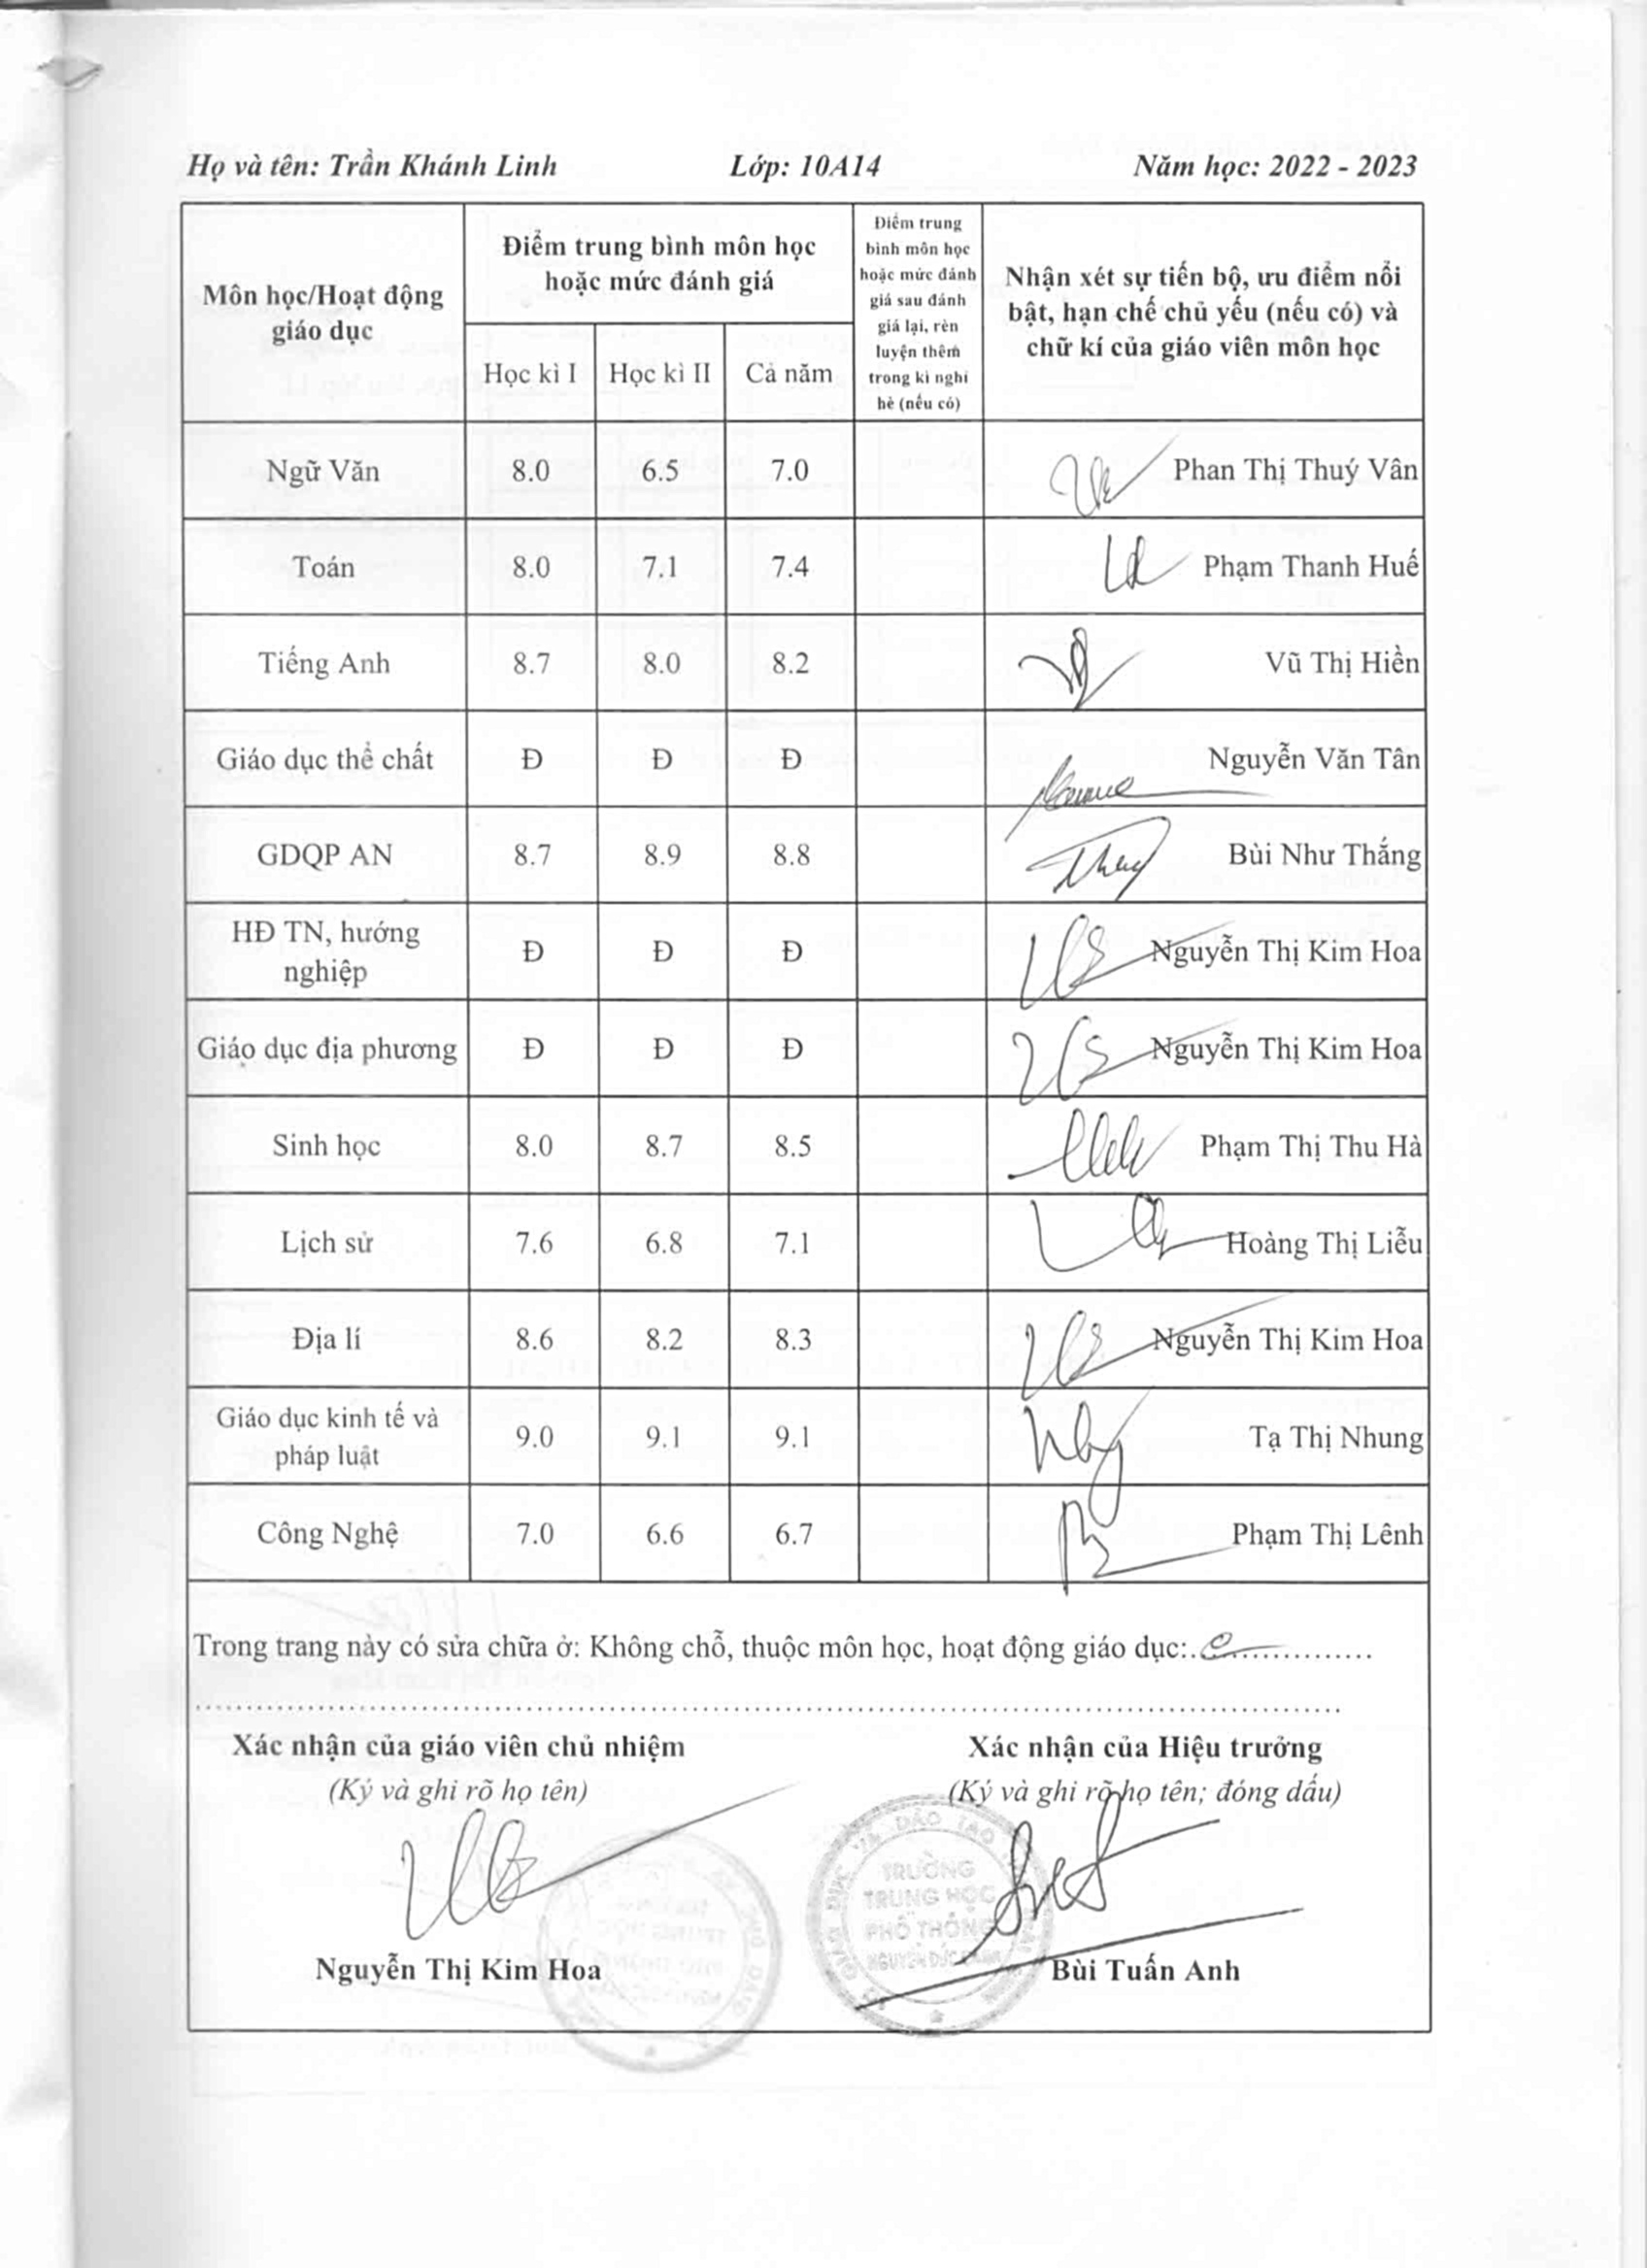 Họ và tên: Trần Khánh Linh Lớp: 10A14 Năm học: 2022 - 2023
Môn học/Hoạt động
giáo dục
Điểm trung bình môn học
hoặc mức đánh giá
Học kì I Học kì II Cả năm
Điểm trung
bình môn học
hoặc mức đánh
giá sau đánh
giá lại, rèn
luyện thêm
trong kì nghỉ
hè (nếu có)
Nhận xét sự tiến bộ, ưu điểm nổi
bật, hạn chế chủ yếu (nếu có) và
chữ kí của giáo viên môn học
Ngữ Văn 8.0 6.5 7.0 Phan Thị Thuý Vân
Toán 8.0 7.1 7.4 Phạm Thanh Huế
Tiếng Anh 8.7 8.0 8.2 Vũ Thị Hiền
Giáo dục thể chất Đ Đ Đ Nguyễn Văn Tân
GDQP AN 8.7 8.9 8.8 Bùi Như Thắng
HĐ TN, hướng
nghiệp Đ Đ Đ Nguyễn Thị Kim Hoa
Giáo dục địa phương Đ Đ Đ Nguyễn Thị Kim Hoa
Sinh học 8.0 8.7 8.5 Phạm Thị Thu Hà
Lịch sử 7.6 6.8 7.1 Hoàng Thị Liễu
Địa lí 8.6 8.2 8.3 Nguyễn Thị Kim Hoa
Giáo dục kinh tế và
pháp luật 9.0 9.1 9.1 Tạ Thị Nhung
Công Nghệ 7.0 6.6 6.7 Phạm Thị Lênh
Trong trang này có sửa chữa ở: Không chỗ, thuộc môn học, hoạt động giáo dục:
Xác nhận của giáo viên chủ nhiệm
(Ký và ghi rõ họ tên)
Nguyễn Thị Kim Hoa
Xác nhận của Hiệu trưởng
(Ký và ghi rõ họ tên; đóng dấu)
TRƯỜNG
TRUNG HỌC
PHỔ THÔNG
Bùi Tuấn Anh